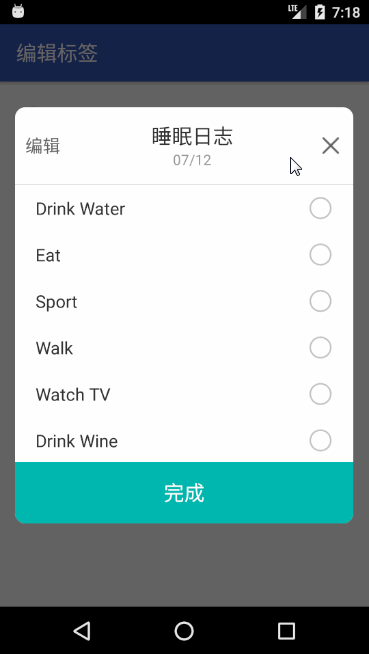 LTE 7:18
编辑标签
编辑
睡眠日志
07/12
Drink Water
Eat
Sport
Walk
Watch TV
Drink Wine
完成